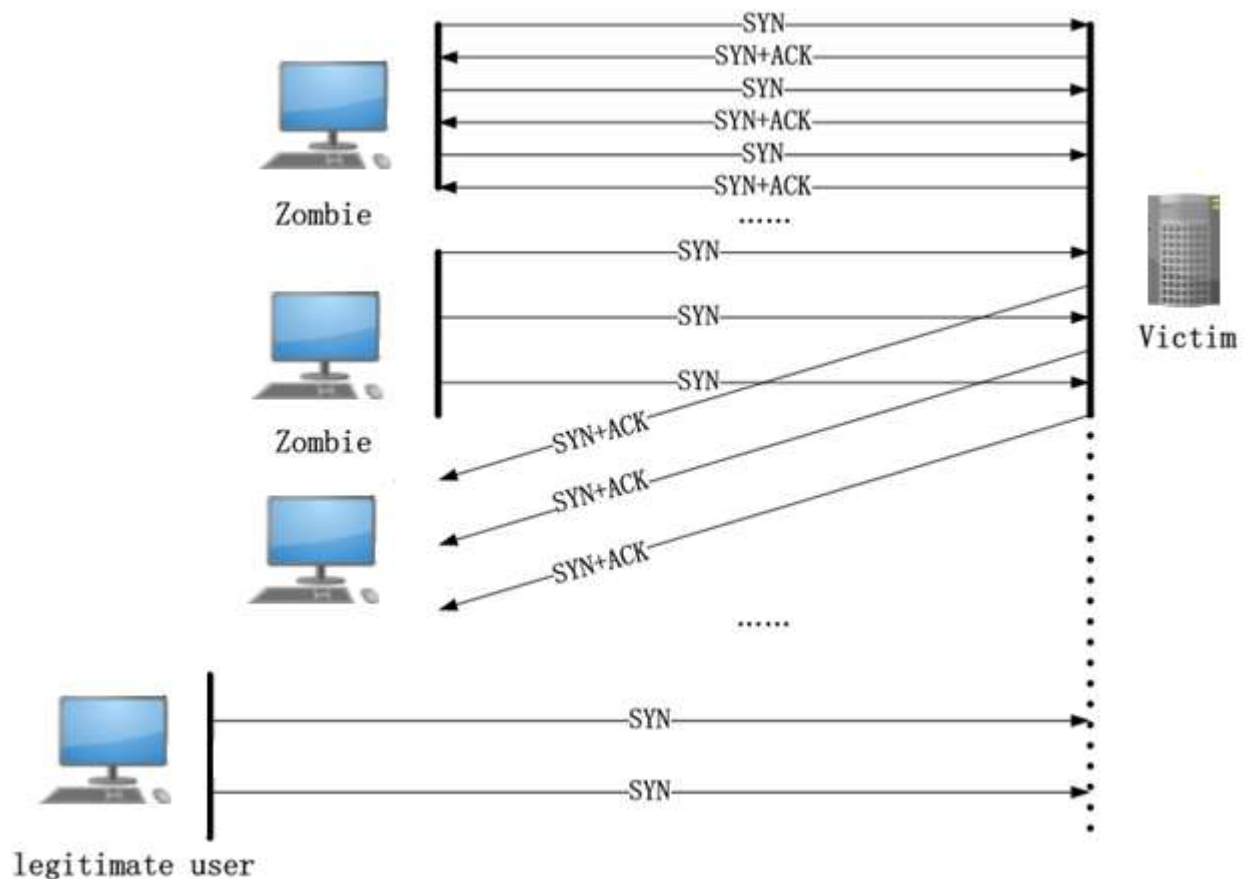 SYN
SYN+ACK
SYN
SYN+ACK
SYN
SYN+ACK
Zombie
......
SYN
SYN
Victim
SYN
SYN+ACK
Zombie
SYN+ACK
SYN+ACK
......
SYN
SYN
legitimate user